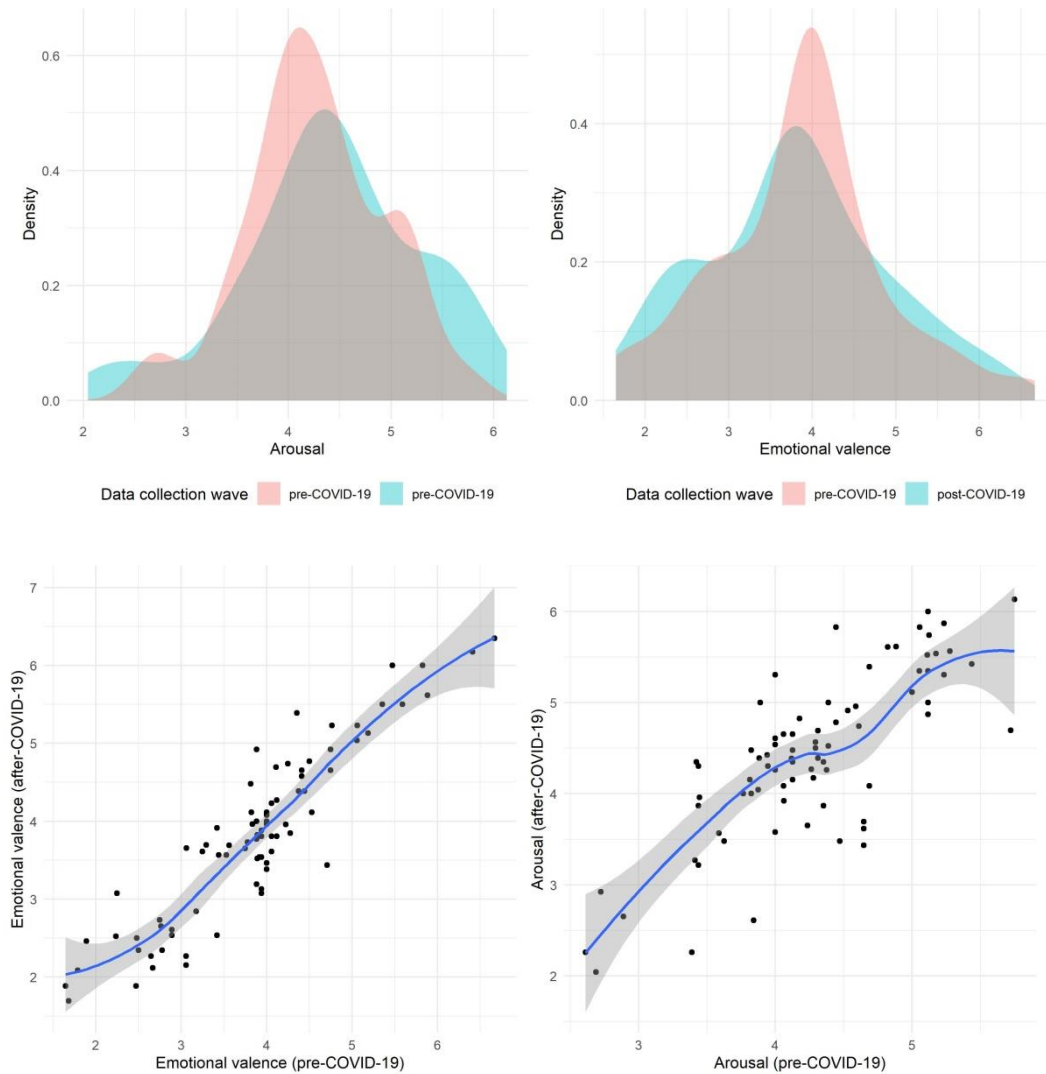 0.6
0.4
0.2
0.0
Density
2 3 4 5 6
Arousal
Data collection wave pre-COVID-19 pre-COVID-19
0.4
0.2
0.0
Density
2 3 4 5 6
Emotional valence
Data collection wave pre-COVID-19 post-COVID-19
7
6
5
4
3
2
Emotional valence (after-COVID-19)
2 3 4 5 6
Emotional valence (pre-COVID-19)
6
5
4
3
2
Arousal (after-COVID-19)
3 4 5
Arousal (pre-COVID-19)